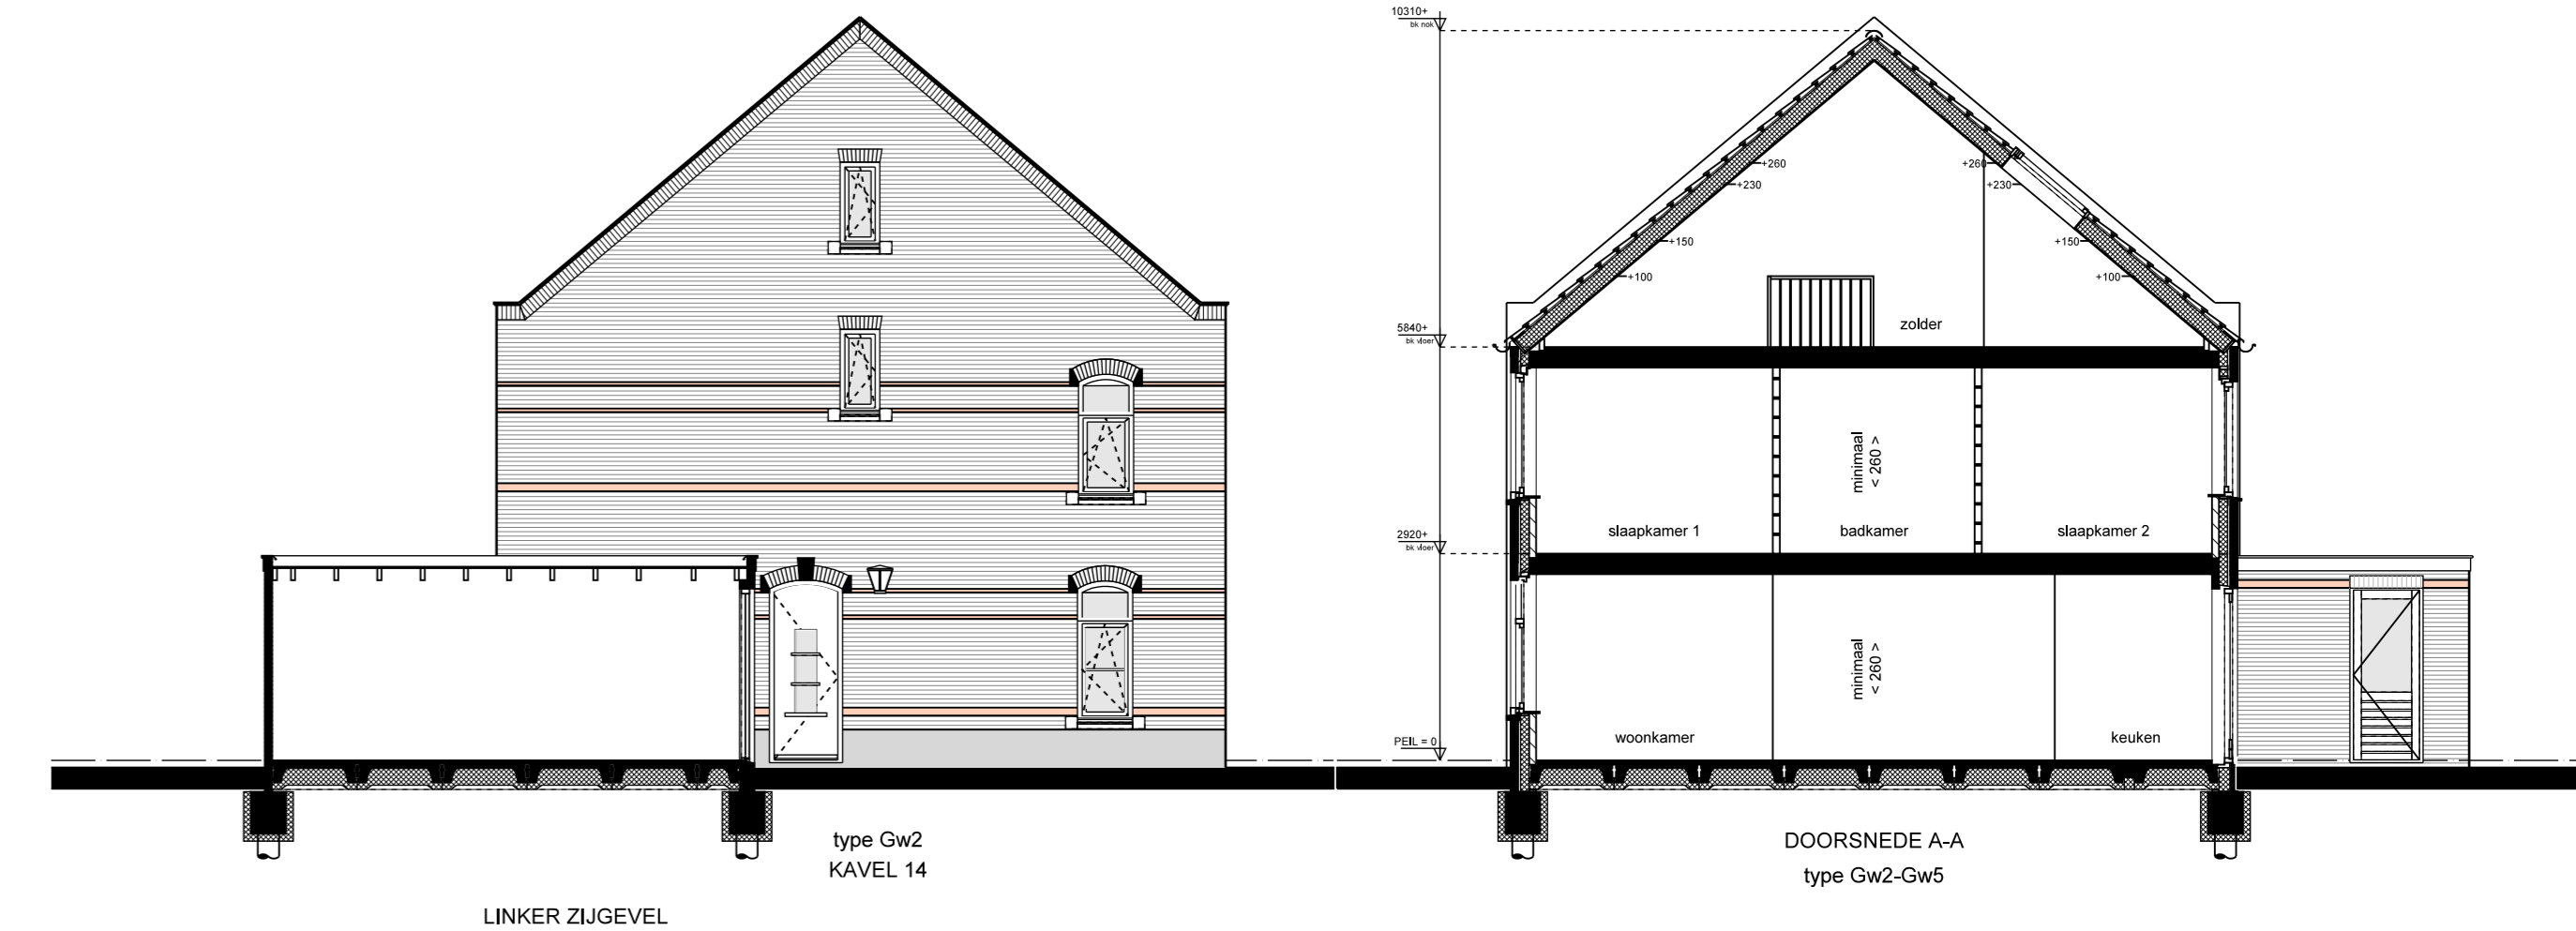 10310+
bk nok
+260
+260
+230
+230
+150
+150
+100
+100
5840+
bk vloer
zolder
minimaal
< 260 >
slaapkamer 1
badkamer
slaapkamer 2
2920+
bk vloer
minimaal
< 260 >
PEIL = 0
woonkamer
keuken
type Gw2
KAVEL 14
DOORSNEDE A-A
type Gw2-Gw5
LINKER ZIJGEVEL